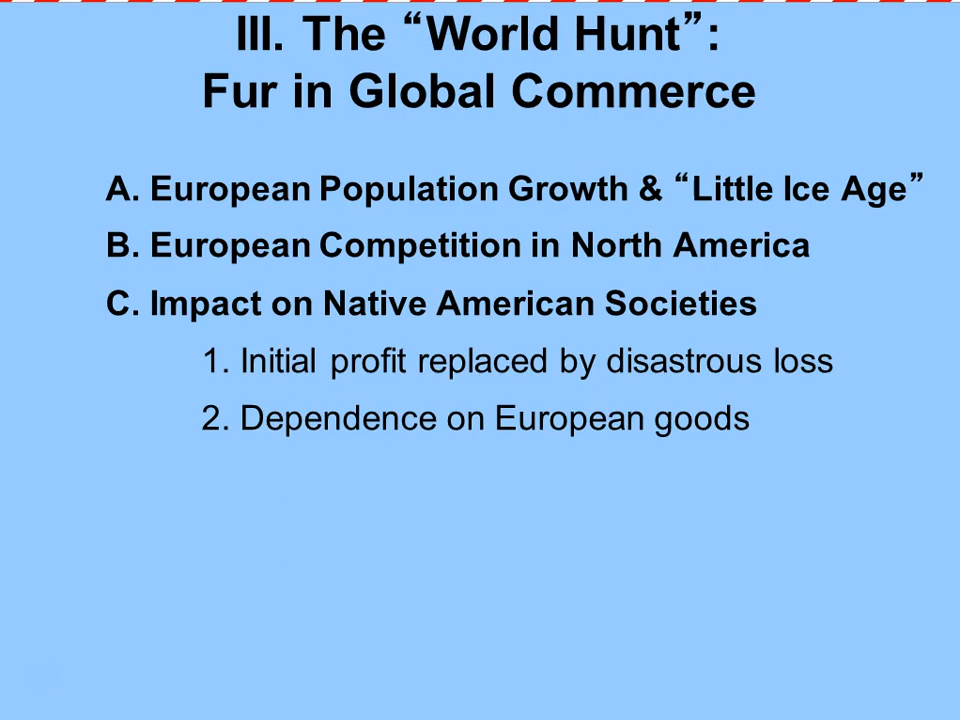 III. The “World Hunt”:
Fur in Global Commerce
A. European Population Growth & “Little Ice Age”
B. European Competition in North America
C. Impact on Native American Societies
1. Initial profit replaced by disastrous loss
2. Dependence on European goods